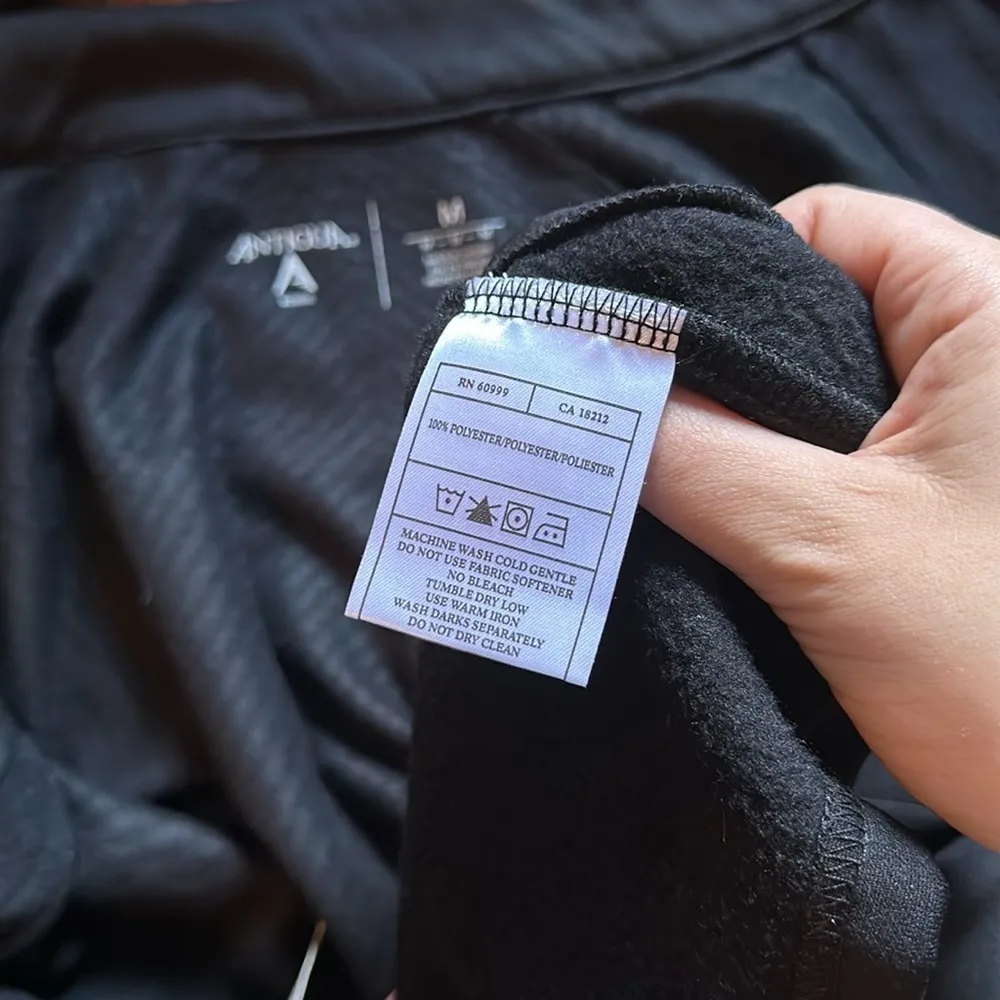 ANTIGUA
M
RN 60999
CA 18212
100% POLYESTER/POLYESTER/POLIESTER
MACHINE WASH COLD GENTLE
DO NOT USE FABRIC SOFTENER
NO BLEACH
TUMBLE DRY LOW
USE WARM IRON
WASH DARKS SEPARATELY
DO NOT DRY CLEAN